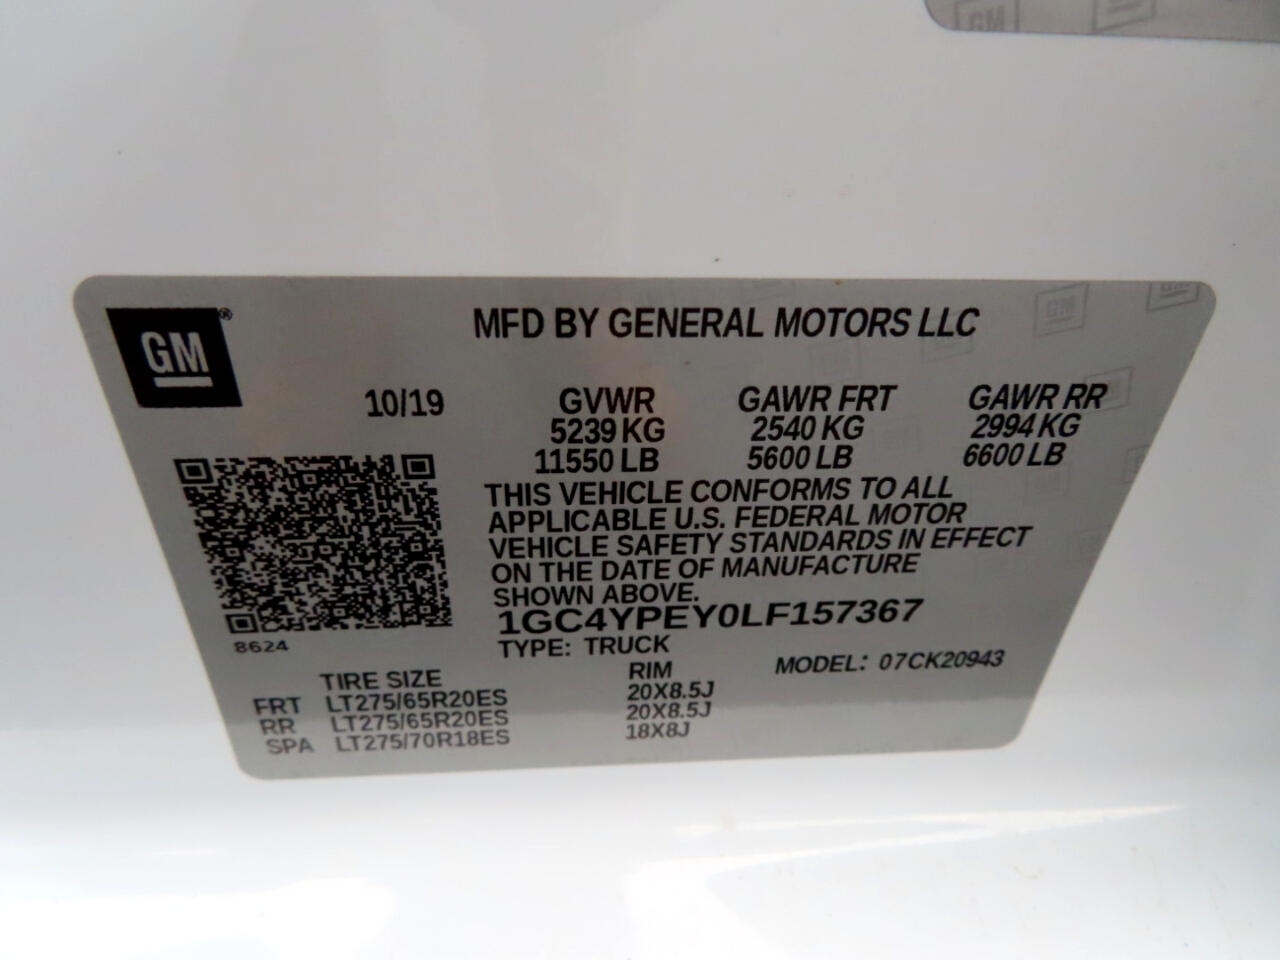 GM
GM
GM®
MFD BY GENERAL MOTORS LLC
10/19
GVWR GAWR FRT GAWR RR
5239 KG 2540 KG 2994 KG
11550 LB 5600 LB 6600 LB
THIS VEHICLE CONFORMS TO ALL
APPLICABLE U.S. FEDERAL MOTOR
VEHICLE SAFETY STANDARDS IN EFFECT
ON THE DATE OF MANUFACTURE
SHOWN ABOVE.
1GC4YPEY0LF157367
8624
TYPE: TRUCK
MODEL: 07CK20943
TIRE SIZE RIM
FRT LT275/65R20ES 20X8.5J
RR LT275/65R20ES 20X8.5J
SPA LT275/70R18ES 18X8J